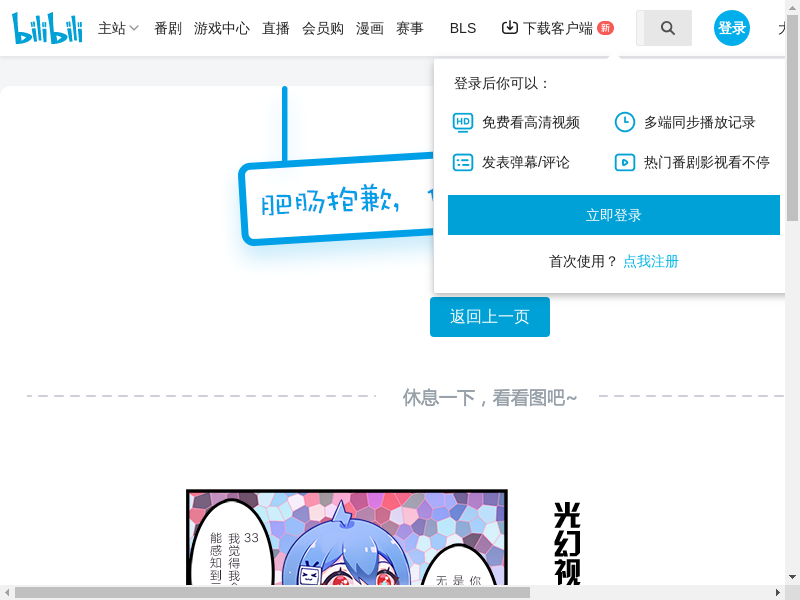 bilibili
主站 番剧 游戏中心 直播 会员购 漫画 赛事 BLS 下载客户端 新 登录
登录后你可以：
HD 免费看高清视频 多端同步播放记录
发表弹幕/评论 热门番剧影视看不停
立即登录
首次使用？ 点我注册
肥肠抱歉，
返回上一页
休息一下，看看图吧~
33
我觉得我
能感知到
无是你
光幻视